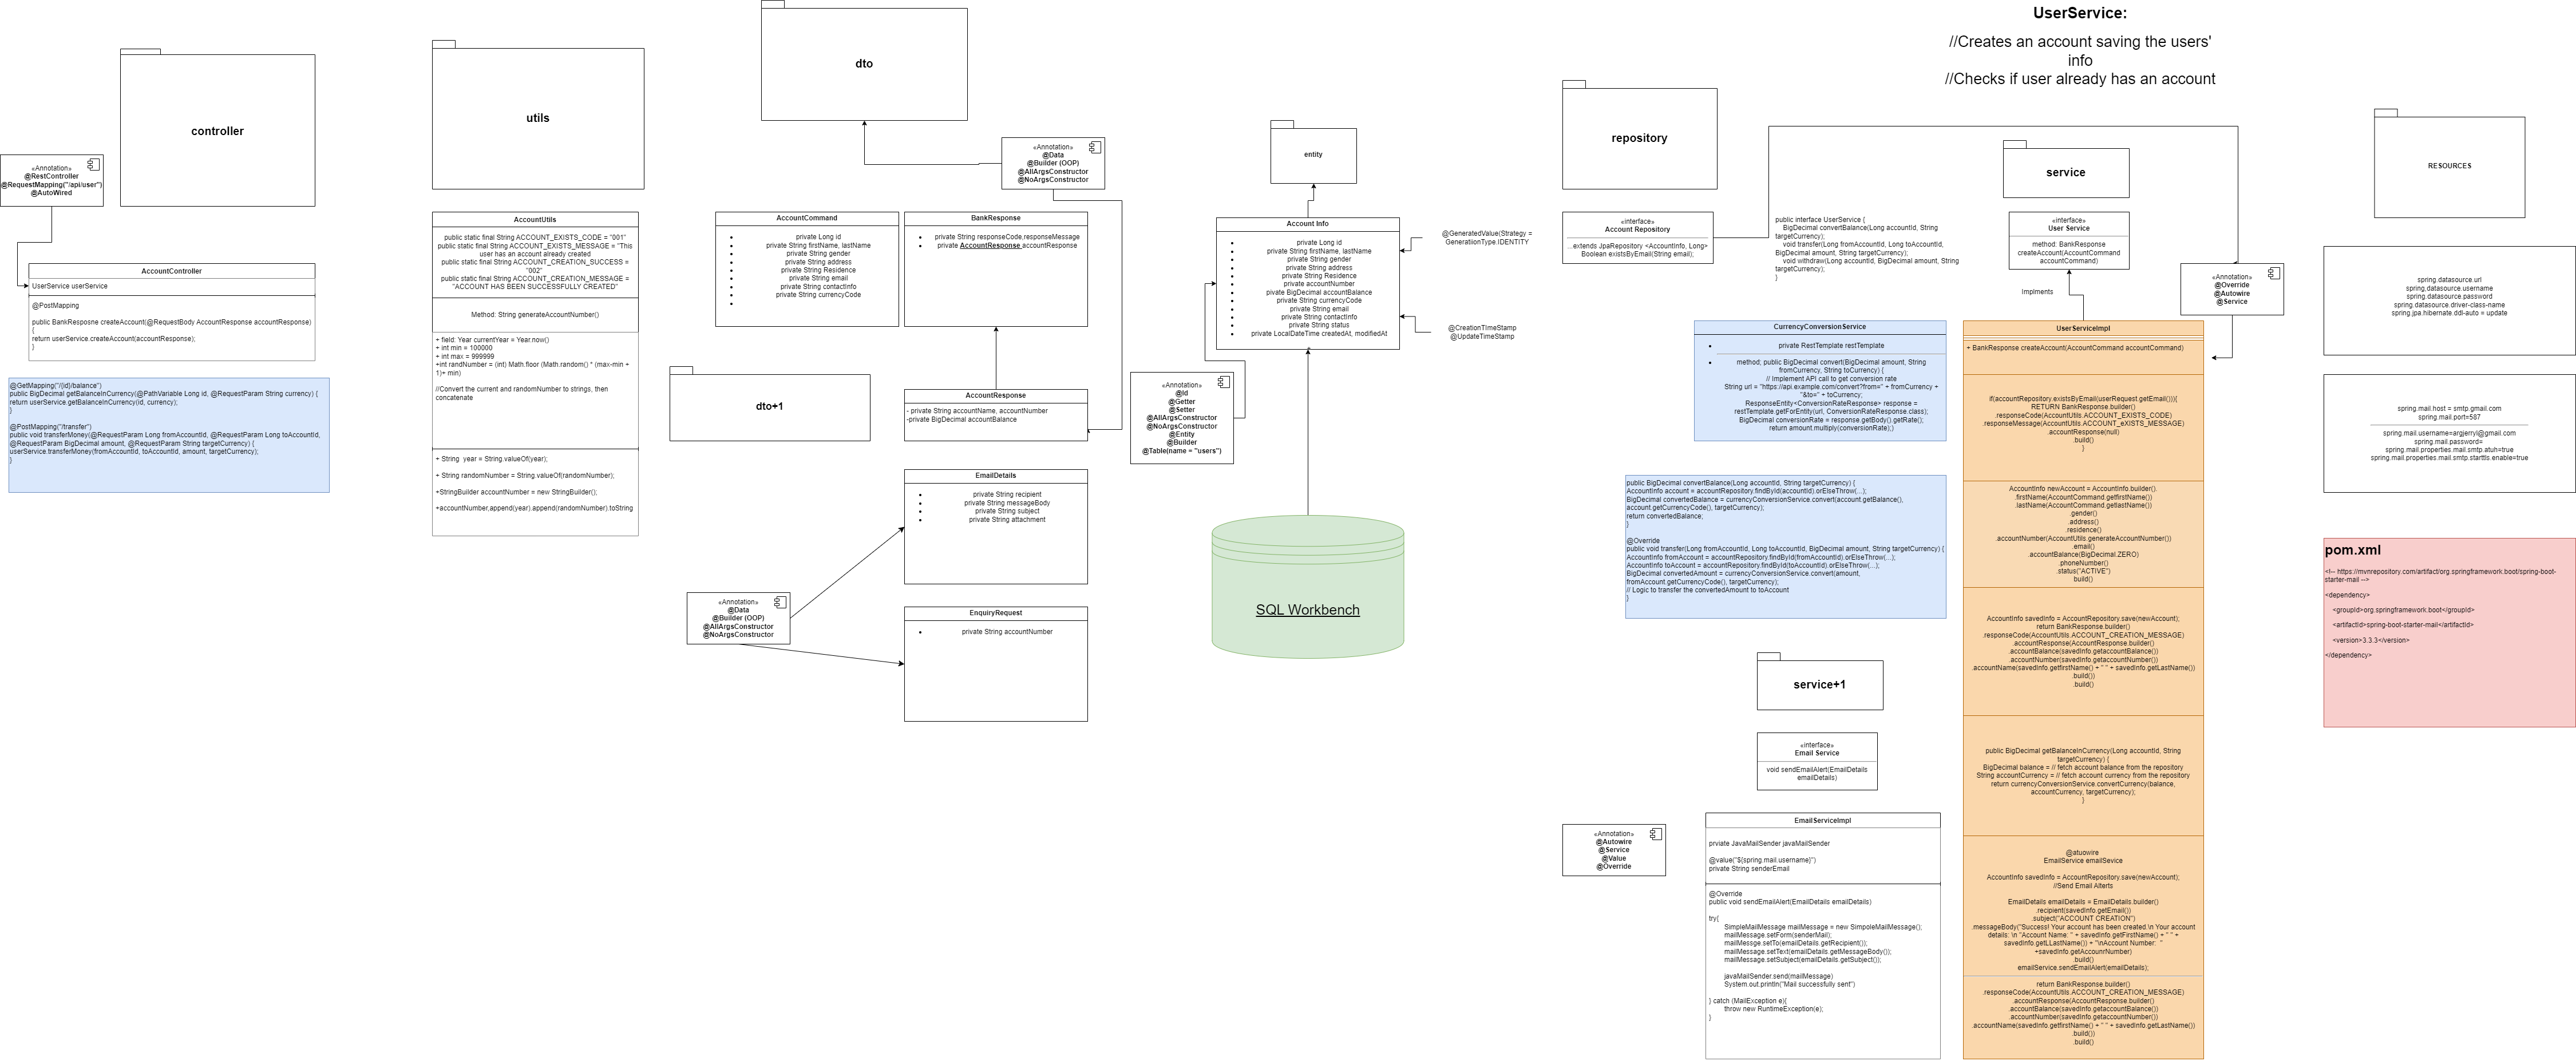 UserService:
//Creates an account saving the users'
info
//Checks if user already has an account
controller
«Annotation»
@RestController
@RequestMapping("/api/user")
@AutoWired
AccountController
UserService userService
@PostMapping
public BankResposne createAccount(@RequestBody AccountResponse accountResponse)
{
return userService.createAccount(accountResponse);
}
@GetMapping("/{id}/balance")
public BigDecimal getBalanceInCurrency(@PathVariable Long id, @RequestParam String currency) {
return userService.getBalanceInCurrency(id, currency);
}
@PostMapping("/transfer")
public void transferMoney(@RequestParam Long fromAccountId, @RequestParam Long toAccountId,
@RequestParam BigDecimal amount, @RequestParam String targetCurrency) {
userService.transferMoney(fromAccountId, toAccountId, amount, targetCurrency);
}
utils
AccountUtils
public static final String ACCOUNT_EXISTS_CODE = "001"
public static final String ACCOUNT_EXISTS_MESSAGE = "This
user has an account already created
public static final String ACCOUNT_CREATION_SUCCESS =
"002"
public static final String ACCOUNT_CREATION_MESSAGE =
"ACCOUNT HAS BEEN SUCCESSFULLY CREATED"
Method: String generateAccountNumber()
+ field: Year currentYear = Year.now()
+ int min = 100000
+ int max = 999999
+int randNumber = (int) Math.floor (Math.random() * (max-min +
1)+ min)
//Convert the current and randomNumber to strings, then
concatenate
+ String  year = String.valueOf(year);
+ String randomNumber = String.valueOf(randomNumber);
+StringBuilder accountNumber = new StringBuilder();
+accountNumber,append(year).append(randomNumber).toString
dto
«Annotation»
@Data
@Builder (OOP)
@AllArgsConstructor
@NoArgsConstructor
AccountCommand
private Long id
private String firstName, lastName
private String gender
private String address
private String Residence
private String email
private String contactInfo
private String currencyCode
BankResponse
private String responseCode,responseMessage
private AccountResponse accountResponse
dto+1
AccountResponse
- private String accountName, accountNumber
-private BigDecimal accountBalance
EmailDetails
private String recipient
private String messageBody
private String subject
private String attachment
«Annotation»
@Data
@Builder (OOP)
@AllArgsConstructor
@NoArgsConstructor
EnquiryRequest
private String accountNumber
entity
Account Info
private Long id
private String firstName, lastName
private String gender
private String address
private String Residence
private accountNumber
pivate BigDecimal accountBalance
private String currencyCode
private String email
private String contactInfo
private String status
private LocalDateTime createdAt, modifiedAt
@GeneratedValue(Strategy =
GenerationType.IDENTITY
@CreationTImeStamp
@UpdateTimeStamp
«Annotation»
@Id
@Getter
@Setter
@AllArgsConstructor
@NoArgsConstructor
@Entity
@Builder
@Table(name = "users")
SQL Workbench
repository
«interface»
Account Repository
...extends JpaRepository <AccountInfo, Long>
Boolean existsByEmail(String email);
public interface UserService {
BigDecimal convertBalance(Long accountId, String
targetCurrency);
void transfer(Long fromAccountId, Long toAccountId,
BigDecimal amount, String targetCurrency);
void withdraw(Long accountId, BigDecimal amount, String
targetCurrency);
}
service
«interface»
User Service
method: BankResponse
createAccount(AccountCommand
accountCommand)
Implments
«Annotation»
@Override
@Autowire
@Service
CurrencyConversionService
private RestTemplate restTemplate
method; public BigDecimal convert(BigDecimal amount, String
fromCurrency, String toCurrency) {
// Implement API call to get conversion rate
String url = "https://api.example.com/convert?from=" + fromCurrency +
"&to=" + toCurrency;
ResponseEntity<ConversionRateResponse> response =
restTemplate.getForEntity(url, ConversionRateResponse.class);
BigDecimal conversionRate = response.getBody().getRate();
return amount.multiply(conversionRate);)
public BigDecimal convertBalance(Long accountId, String targetCurrency) {
AccountInfo account = accountRepository.findById(accountId).orElseThrow(...);
BigDecimal convertedBalance = currencyConversionService.convert(account.getBalance(),
account.getCurrencyCode(), targetCurrency);
return convertedBalance;
}
@Override
public void transfer(Long fromAccountId, Long toAccountId, BigDecimal amount, String targetCurrency) {
AccountInfo fromAccount = accountRepository.findById(fromAccountId).orElseThrow(...);
AccountInfo toAccount = accountRepository.findById(toAccountId).orElseThrow(...);
BigDecimal convertedAmount = currencyConversionService.convert(amount,
fromAccount.getCurrencyCode(), targetCurrency);
// Logic to transfer the convertedAmount to toAccount
}
UserServiceImpl
+ BankResponse createAccount(AccountCommand accountCommand)
if(accountRepository.existsByEmail(userRequest.getEmail())){
RETURN BankResponse.builder()
.responseCode(AccountUtils.ACCOUNT_EXISTS_CODE)
.responseMessage(AccountUtils.ACCOUNT_eXISTS_MESSAGE)
.accountResponse(null)
.build()
}
AccountInfo newAccount = AccountInfo.builder().
.firstName(AccountCommand.getfirstName())
.lastName(AccountCommand.getlastName())
.gender()
.address()
.residence()
.accountNumber(AccountUtils.generateAccountNumber())
.email()
.accountBalance(BigDecimal.ZERO)
.phoneNumber()
.status("ACTIVE")
build()
AccountInfo savedInfo = AccountRepository.save(newAccount);
return BankResponse.builder()
.responseCode(AccountUtils.ACCOUNT_CREATION_MESSAGE)
.accountResponse(AccountResponse.builder()
.accountBalance(savedInfo.getaccountBalance())
.accountNumber(savedInfo.getaccountNumber())
.accountName(savedInfo.getfirstName() + " " + savedInfo.getLastName())
.build())
.build()
public BigDecimal getBalanceInCurrency(Long accountId, String
targetCurrency) {
BigDecimal balance = // fetch account balance from the repository
String accountCurrency = // fetch account currency from the repository
return currencyConversionService.convertCurrency(balance,
accountCurrency, targetCurrency);
}
@atuowire
EmailService emailSevice
AccountInfo savedInfo = AccountRepository.save(newAccount);
//Send Email Alterts
EmailDetails emailDetails = EmailDetails.builder()
.recipient(savedInfo.getEmail())
.subject("ACCOUNT CREATION")
.messageBody("Success! Your account has been created.\n Your account
details: \n "Account Name: " + savedInfo.getFirstName() + " " +
savedInfo.getLLastName()) + "\nAccount Number:  "
+savedInfo.getAccounrNumber)
.build()
emailService.sendEmailAlert(emailDetails);
return BankResponse.builder()
.responseCode(AccountUtils.ACCOUNT_CREATION_MESSAGE)
.accountResponse(AccountResponse.builder()
.accountBalance(savedInfo.getaccountBalance())
.accountNumber(savedInfo.getaccountNumber())
.accountName(savedInfo.getfirstName() + " " + savedInfo.getLastName())
.build())
.build()
service+1
«interface»
Email Service
void sendEmailAlert(EmailDetails
emailDetails)
«Annotation»
@Autowire
@Service
@Value
@Override
EmailServiceImpl
prviate JavaMailSender javaMailSender
@value("${spring.mail.username}")
private String senderEmail
@Override
public void sendEmailAlert(EmailDetails emailDetails)
try{
SimpleMailMessage mailMessage = new SimpoleMailMessage();
mailMessage.setForm(senderMail);
mailMessge.setTo(emailDetails.getRecipient());
mailMessage.setText(emailDetails.getMessageBody());
mailMessage.setSubject(emailDetails.getSubject());
javaMailSender.send(mailMessage)
System.out.println("Mail successfully sent")
} catch (MailException e){
throw new RuntimeException(e);
}
RESOURCES
spring.datasource.url
spring,datasource.username
spring.datasource.password
spring.datasource.driver-class-name
spring.jpa.hibernate.ddl-auto = update
spring.mail.host = smtp.gmail.com
spring.mail.port=587
spring.mail.username=argjerryl@gmail.com
spring.mail.password=
spring.mail.properties.mail.smtp.atuh=true
spring.mail.properties.mail.smtp.starttls.enable=true
pom.xml
<!-- https://mvnrepository.com/artifact/org.springframework.boot/spring-boot-
starter-mail -->
<dependency>
<groupId>org.springframework.boot</groupId>
<artifactId>spring-boot-starter-mail</artifactId>
<version>3.3.3</version>
</dependency>